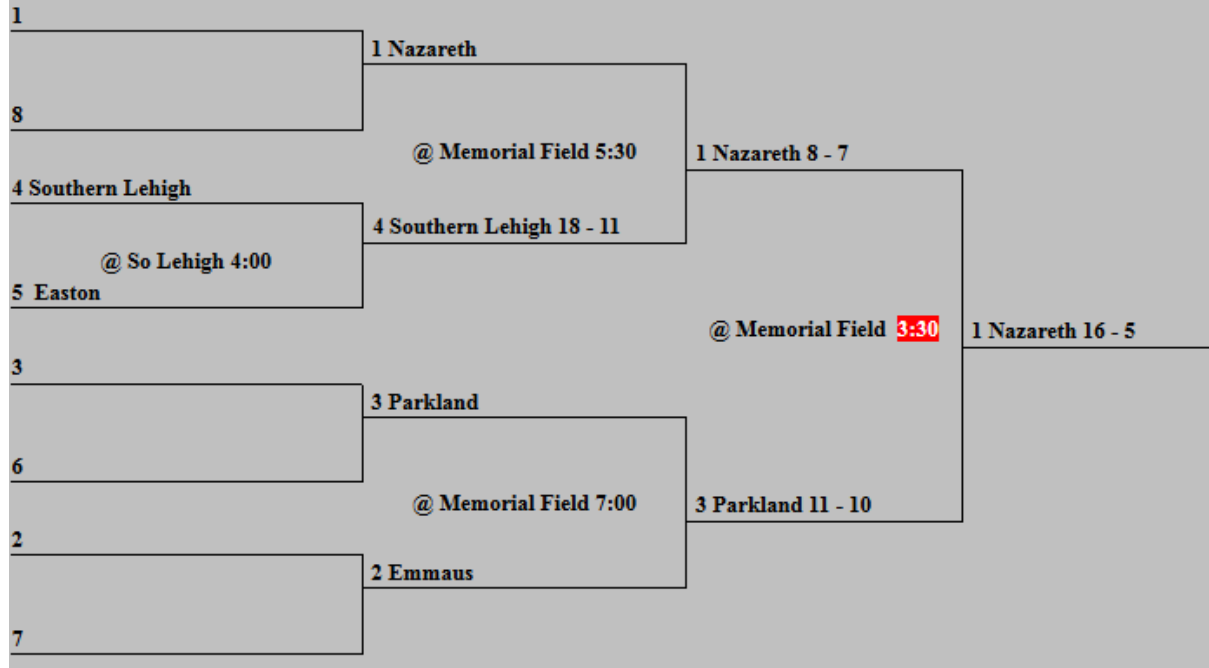 1
1 Nazareth
8
@ Memorial Field 5:30
1 Nazareth 8 - 7
4 Southern Lehigh
4 Southern Lehigh 18 - 11
@ So Lehigh 4:00
5 Easton
@ Memorial Field 3:30
1 Nazareth 16 - 5
3
3 Parkland
6
@ Memorial Field 7:00
3 Parkland 11 - 10
2
2 Emmaus
7